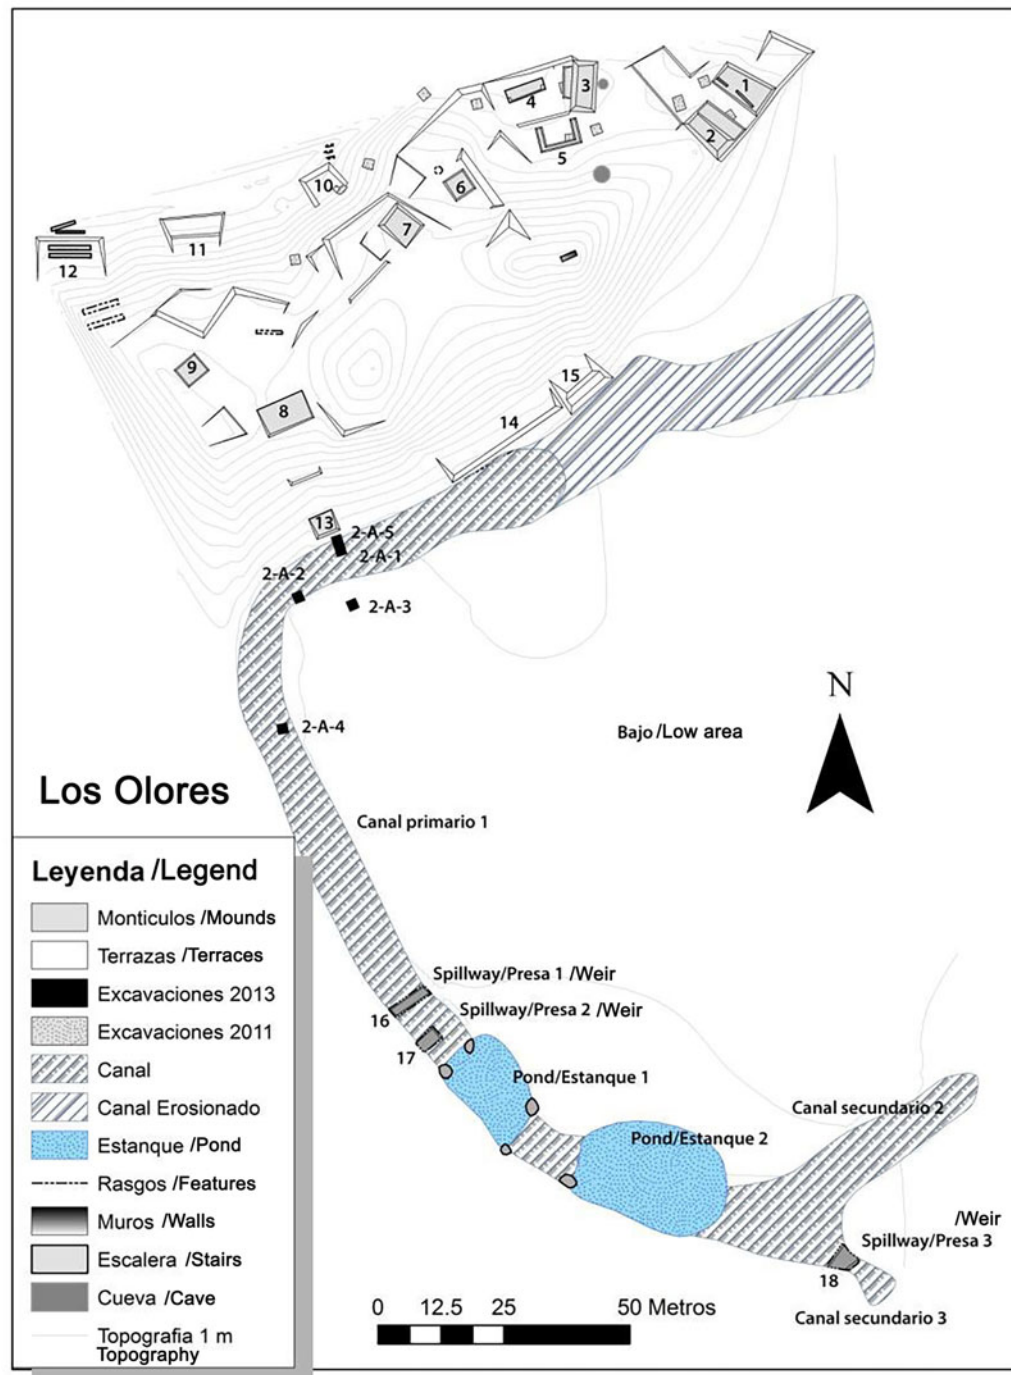 1
2
3
4
5
6
7
8
9
10
11
12
13
14
15
2-A-5
2-A-1
2-A-2
2-A-3
2-A-4
N
Bajo /Low area
Los Olores
Canal primario 1
Leyenda /Legend
Monticulos /Mounds
Terrazas /Terraces
Excavaciones 2013
Excavaciones 2011
Canal
Canal Erosionado
Estanque /Pond
Rasgos /Features
Muros /Walls
Escalera /Stairs
Cueva /Cave
Topografia 1 m
Topography
Spillway/Presa 1 /Weir
16
Spillway/Presa 2 /Weir
17
Pond/Estanque 1
Pond/Estanque 2
Canal secundario 2
/Weir
Spillway/Presa 3
18
Canal secundario 3
0 12.5 25 50 Metros